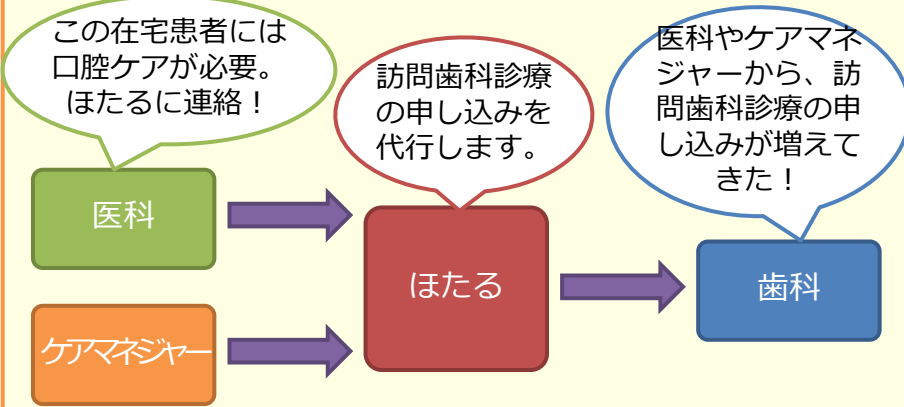 この在宅患者には
口腔ケアが必要。
ほたるに連絡！
訪問歯科診療
の申し込みを
代行します。
医科やケアマネ
ジャーから、訪
問歯科診療の申
し込みが増えて
きた！
医科
ほたる
歯科
ケアマネジャー